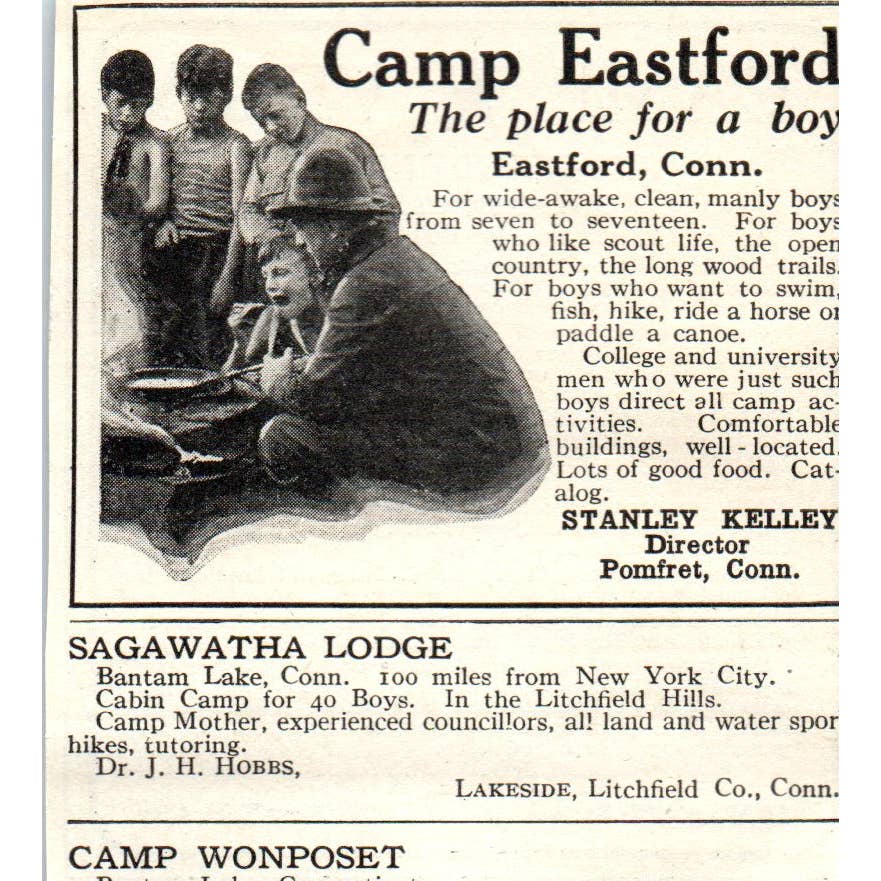 Camp Eastford
The place for a boy
Eastford, Conn.
For wide-awake, clean, manly boys
from seven to seventeen. For boys
who like scout life, the open
country, the long wood trails.
For boys who want to swim,
fish, hike, ride a horse or
paddle a canoe.
College and university
men who were just such
boys direct all camp ac-
tivities. Comfortable
buildings, well-located.
Lots of good food. Cat-
alog.
STANLEY KELLEY
Director
Pomfret, Conn.
SAGAWATHA LODGE
Bantam Lake, Conn. 100 miles from New York City.
Cabin Camp for 40 Boys. In the Litchfield Hills.
Camp Mother, experienced councillors, all land and water spor
hikes, tutoring.
Dr. J. H. HOBBS,
LAKESIDE, Litchfield Co., Conn.
CAMP WONPOSET